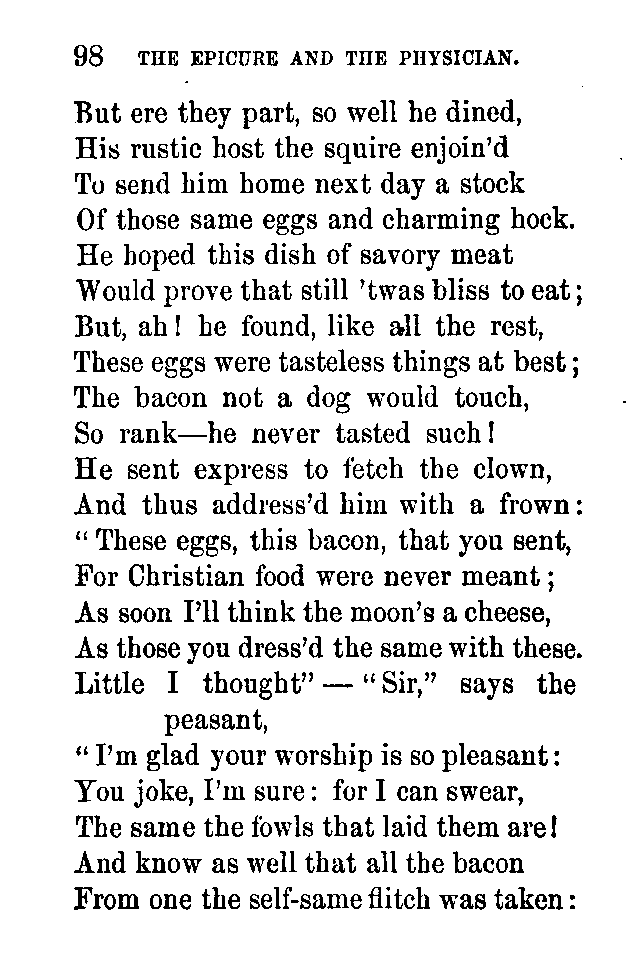 98 THE EPICURE AND THE PHYSICIAN.
But ere they part, so well he dined,
His rustic host the squire enjoin'd
To send him home next day a stock
Of those same eggs and charming hock.
He hoped this dish of savory meat
Would prove that still 'twas bliss to eat;
But, ah! he found, like all the rest,
These eggs were tasteless things at best;
The bacon not a dog would touch,
So rank—he never tasted such!
He sent express to fetch the clown,
And thus address'd him with a frown:
"These eggs, this bacon, that you sent,
For Christian food were never meant;
As soon I'll think the moon's a cheese,
As those you dress'd the same with these.
Little I thought" — "Sir," says the
peasant,
"I'm glad your worship is so pleasant:
You joke, I'm sure: for I can swear,
The same the fowls that laid them are!
And know as well that all the bacon
From one the self-same flitch was taken: